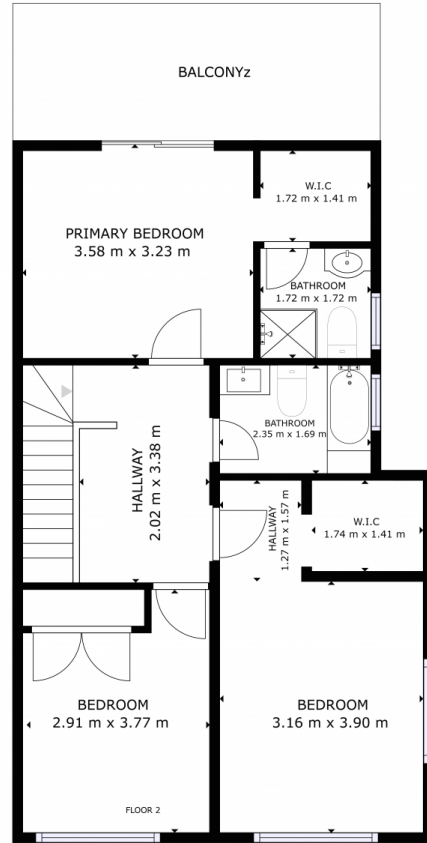 BALCONYz
W.I.C
1.72 m x 1.41 m
PRIMARY BEDROOM
3.58 m x 3.23 m
BATHROOM
1.72 m x 1.72 m
BATHROOM
2.35 m x 1.69 m
HALLWAY
2.02 m x 3.38 m
HALLWAY
1.27 m x 1.57 m
W.I.C
1.74 m x 1.41 m
BEDROOM
2.91 m x 3.77 m
BEDROOM
3.16 m x 3.90 m
FLOOR 2